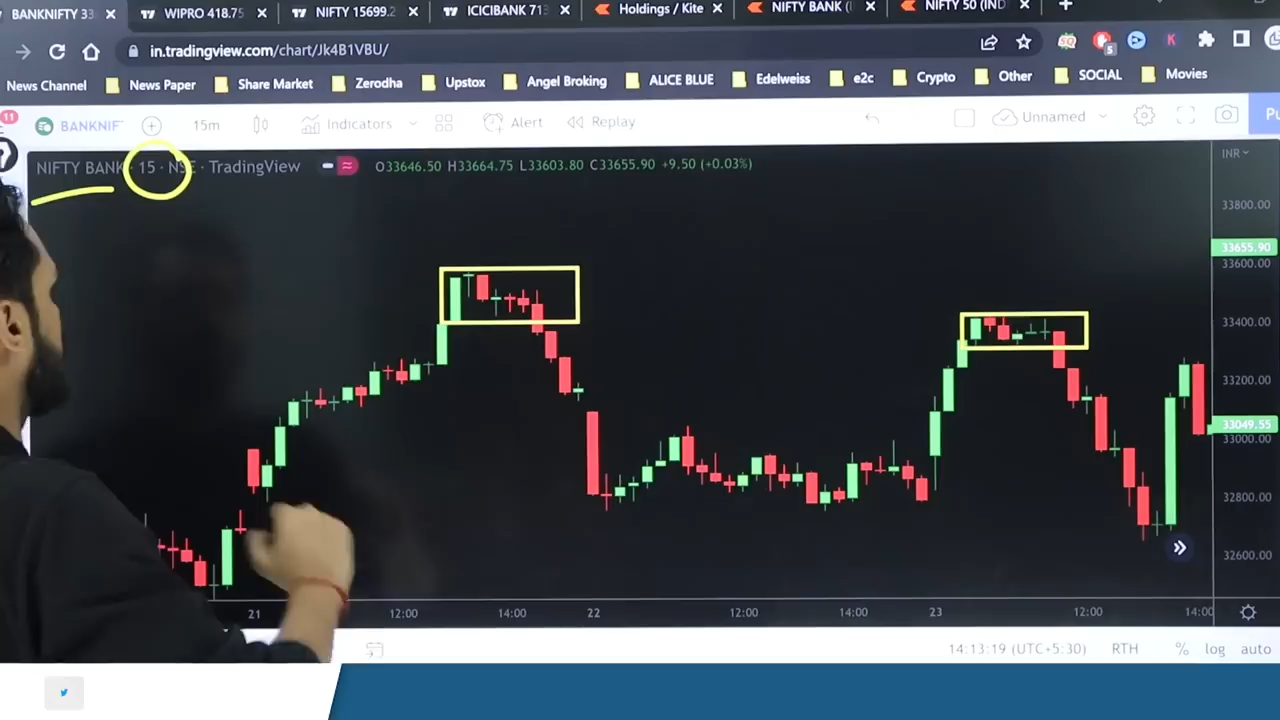 BANKNIFTY 33 WIPRO 418.75 NIFTY 15699.2 ICICIBANK 713 Holdings / Kite NIFTY BANK (I NIFTY 50 (IND
in.tradingview.com/chart/Jk4B1VBU/
News Channel News Paper Share Market Zerodha Upstox Angel Broking ALICE BLUE Edelweiss e2c Crypto Other SOCIAL Movies
11 BANKNIF 15m Indicators Alert Replay Unnamed Pu
NIFTY BANK · 15 · NSE · TradingView O33646.50 H33664.75 L33603.80 C33655.90 +9.50 (+0.03%) INR
33800.00
33655.90
33600.00
33400.00
33200.00
33049.55
33000.00
32800.00
32600.00
21 12:00 14:00 22 12:00 14:00 23 12:00 14:00
14:13:19 (UTC+5:30) RTH % log auto